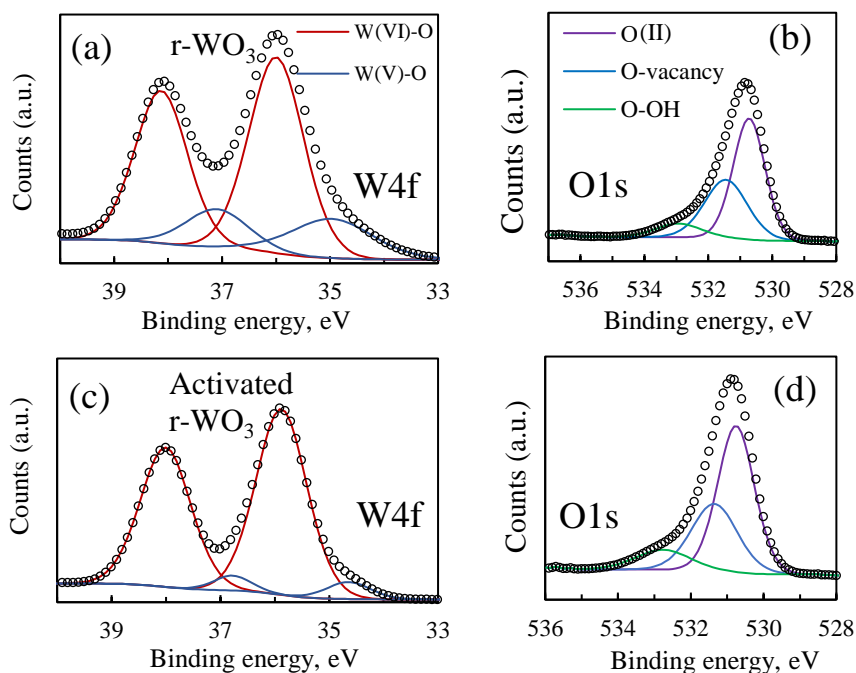 (a)
r-WO₃
W(VI)-O
W(V)-O
W4f
Counts (a.u.)
39 37 35 33
Binding energy, eV
(b)
O(II)
O-vacancy
O-OH
O1s
Counts (a.u.)
536 534 532 530 528
Binding energy, eV
(c)
Activated
r-WO₃
W4f
Counts (a.u.)
39 37 35 33
Binding energy, eV
(d)
O1s
Counts (a.u.)
536 534 532 530 528
Binding energy, eV